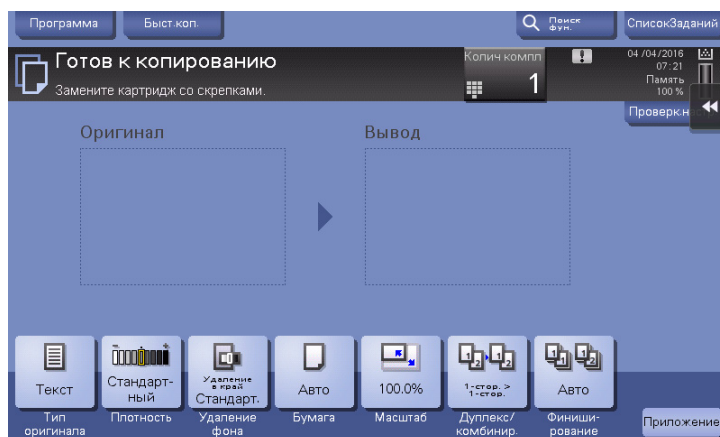 Программа
Быст.коп.
Поиск
фун.
СписокЗаданий
Готов к копированию
Замените картридж со скрепками.
Колич компл
1
04/04/2016
07:21
Память
100 %
Проверк.н
Оригинал
Вывод
Текст
Стандарт-
ный
Удаление
в край
Стандарт.
Авто
100.0%
1-стор. >
1-стор.
Авто
Тип
оригинала
Плотность
Удаление
фона
Бумага
Масштаб
Дуплекс/
комбинир.
Финиши-
рование
Приложение